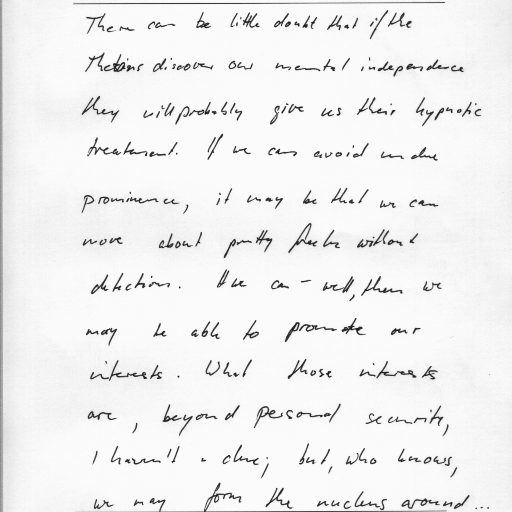 There can be little doubt that if the
Thetans discover our mental independence
they will probably give us their hypnotic
treatment. If we can avoid undue
prominence, it may be that we can
move about pretty freely without
detection. If we can - well, then we
may be able to promote our
interests. What those interests
are, beyond personal security,
I haven't a clue; but, who knows,
we may form the nucleus around...